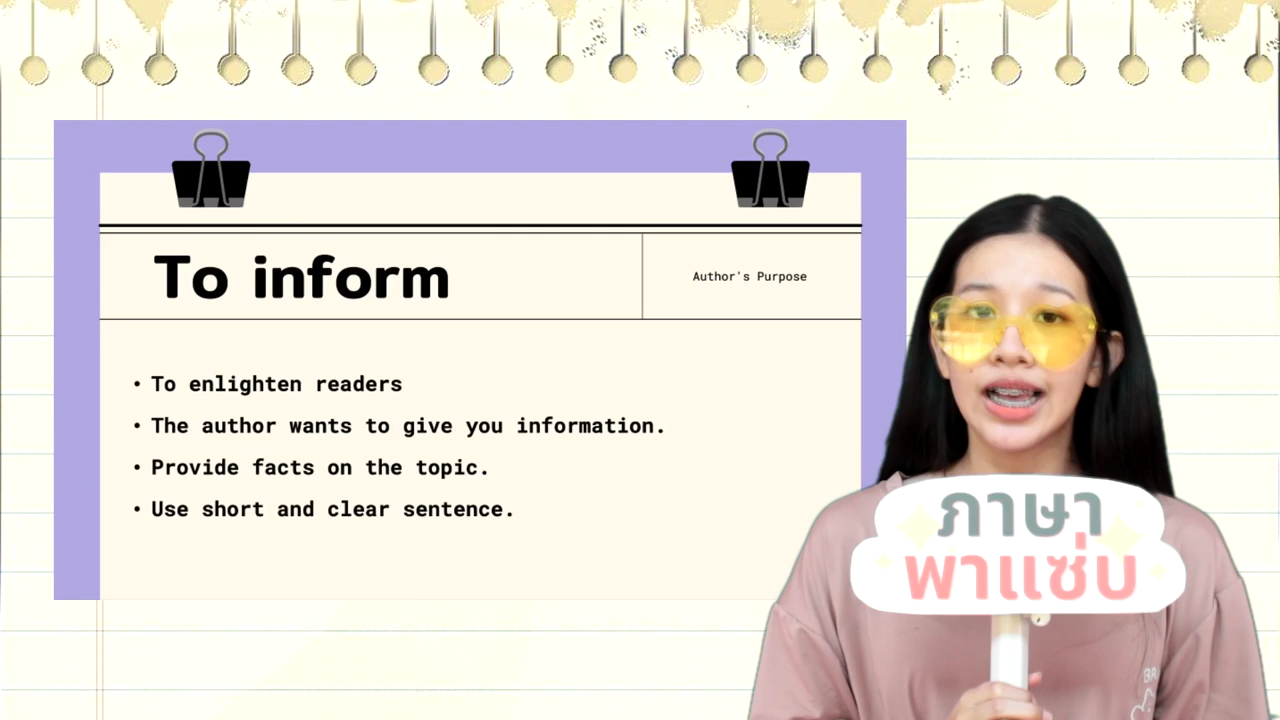 To inform
Author's Purpose
• To enlighten readers
• The author wants to give you information.
• Provide facts on the topic.
• Use short and clear sentence.
ภาษา
พาแซ่บ
BR